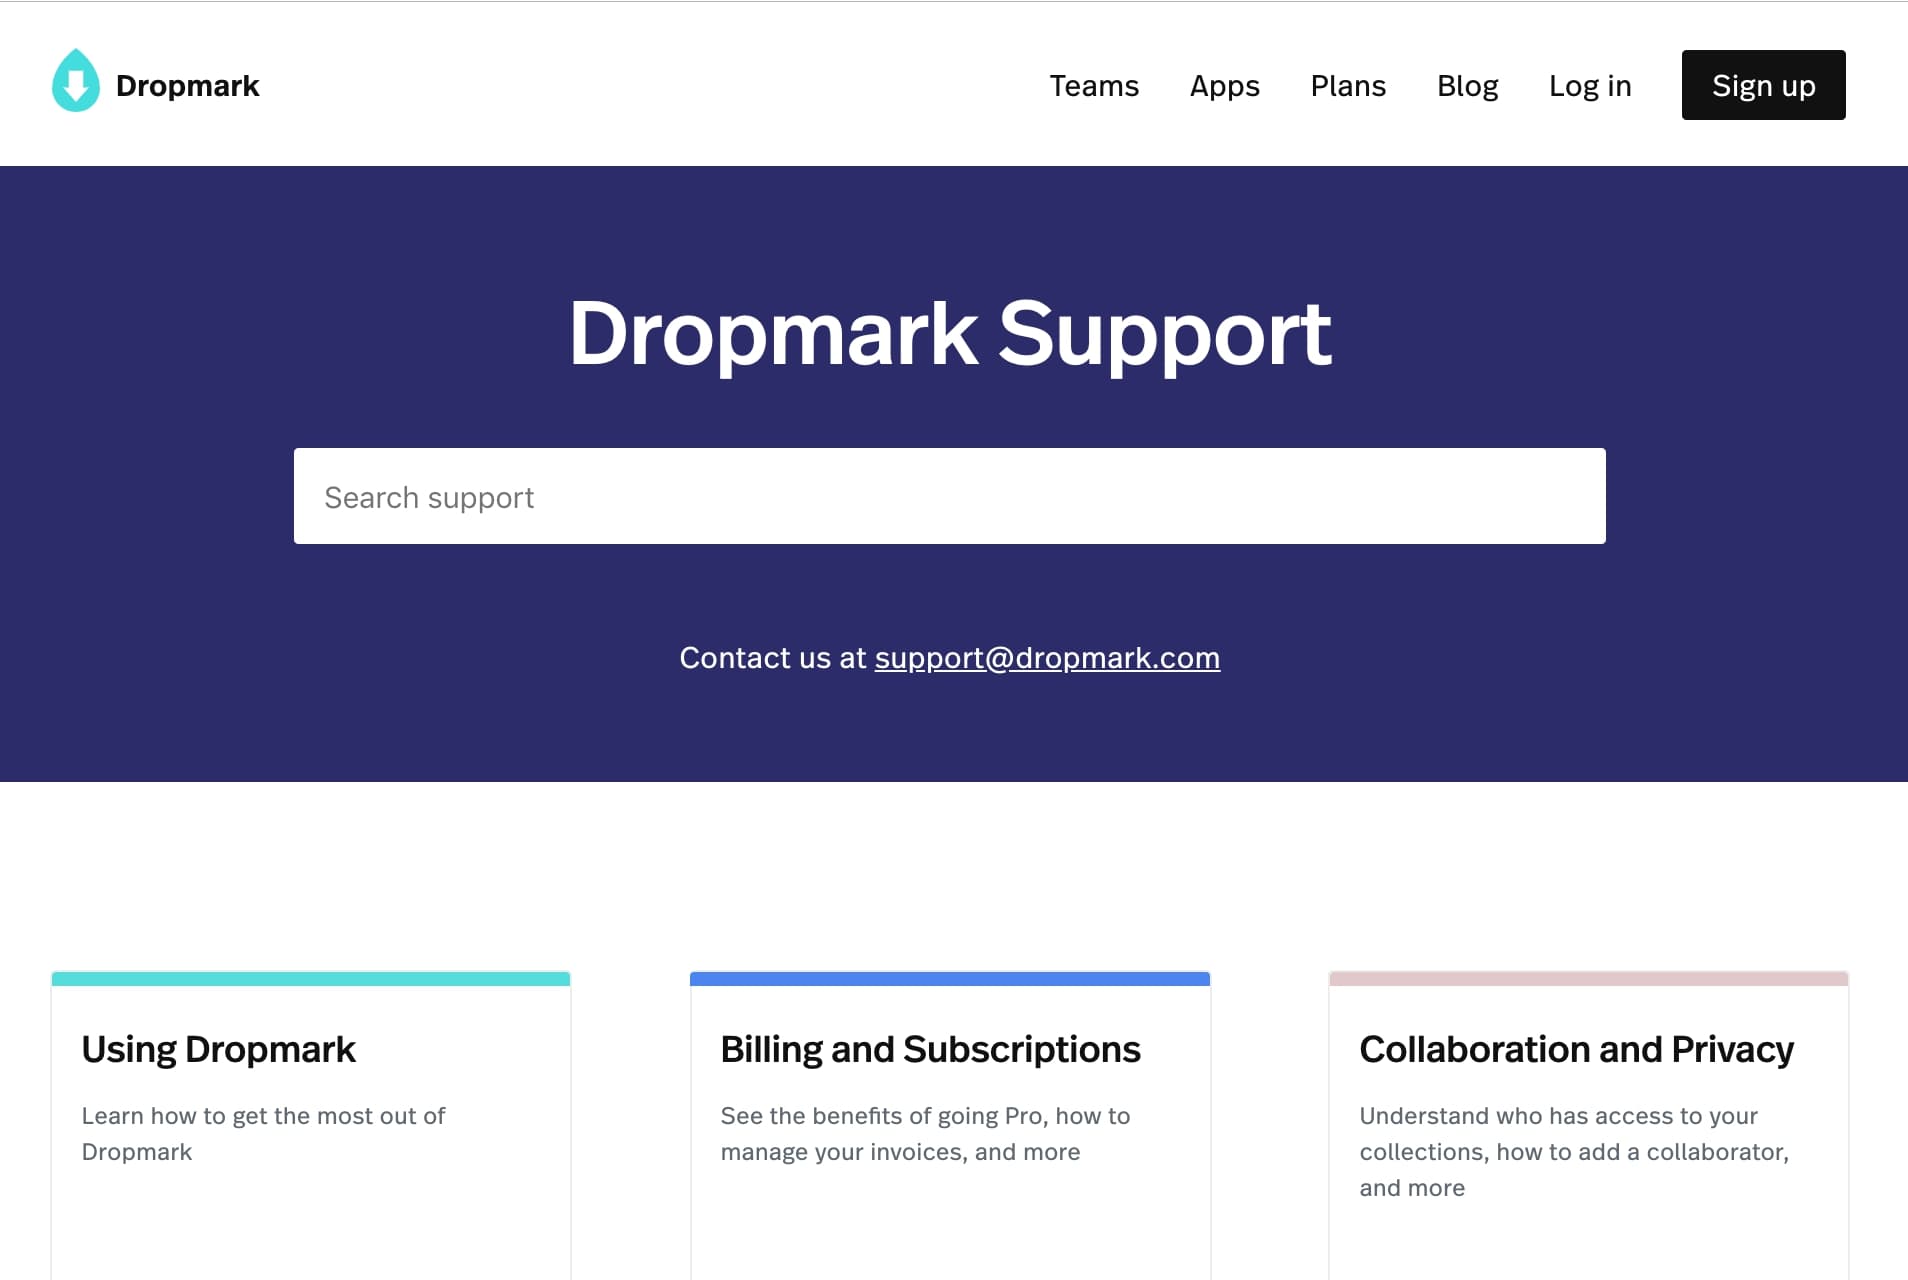 Dropmark
Teams Apps Plans Blog Log in Sign up
Dropmark Support
Search support
Contact us at support@dropmark.com
Using Dropmark
Learn how to get the most out of
Dropmark
Billing and Subscriptions
See the benefits of going Pro, how to
manage your invoices, and more
Collaboration and Privacy
Understand who has access to your
collections, how to add a collaborator,
and more